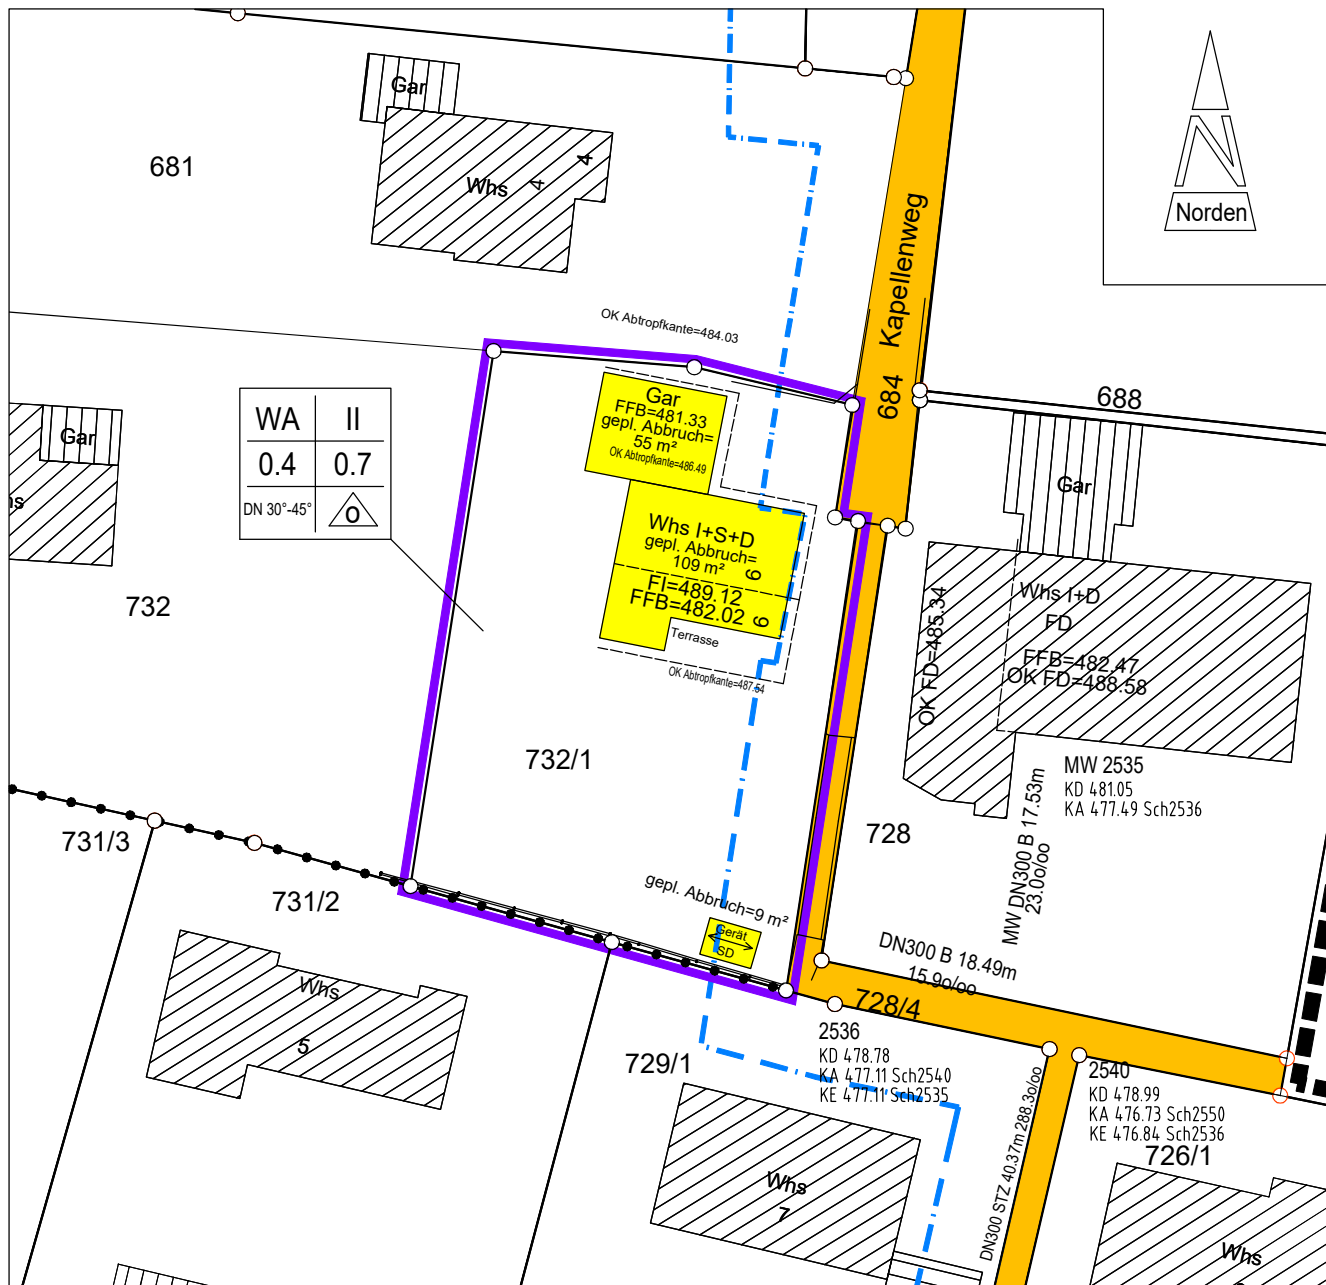 Gar
681
Whs
4
4
Norden
Kapellenweg
684
OK Abtropfkante=484.03
688
WA II
0.4 0.7
DN 30°-45° o
Gar
732
Gar
FFB=481.33
gepl. Abbruch=
55 m²
OK Abtropfkante=486.49
Whs I+S+D
gepl. Abbruch=
109 m²
6
FI=489.12
FFB=482.02
6
Terrasse
OK Abtropfkante=487.54
Gar
Whs I+D
FD
FFB=482.47
OK FD=488.58
OK FD=485.34
732/1
MW 2535
KD 481.05
KA 477.49 Sch2536
MW DN300 B 17.53m
23.0o/oo
728
731/3
731/2
gepl. Abbruch=9 m²
Gerät
SD
DN300 B 18.49m
15.9o/oo
728/4
Whs
5
729/1
2536
KD 478.78
KA 477.11 Sch2540
KE 477.11 Sch2535
DN300 STZ 40.37m 288.3o/oo
2540
KD 478.99
KA 476.73 Sch2550
KE 476.84 Sch2536
726/1
Whs
7
Whs